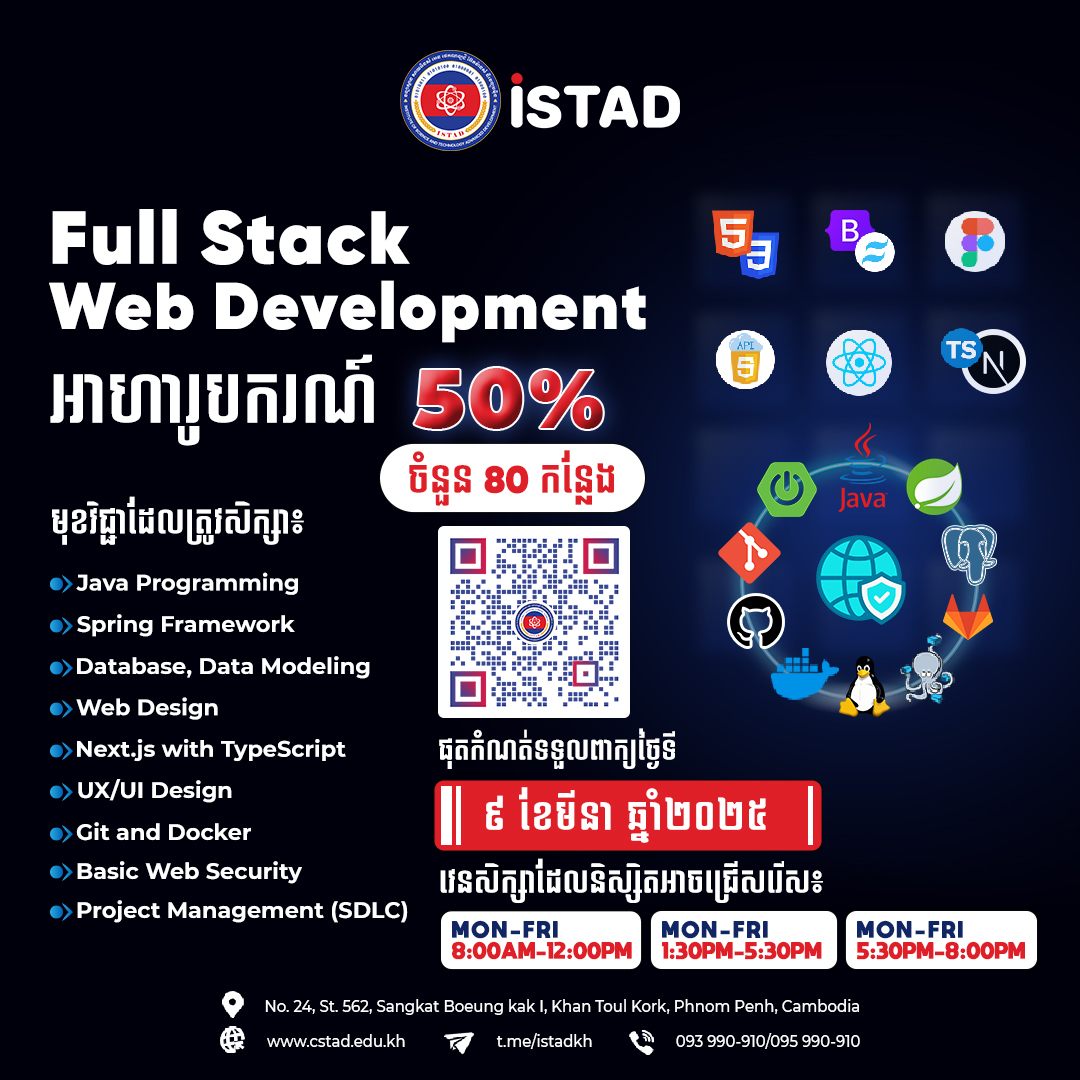 iSTAD
Full Stack
Web Development
អាហារូបករណ៍ 50%
ចំនួន 80 កន្លែង
មុខវិជ្ជាដែលត្រូវសិក្សា៖
Java Programming
Spring Framework
Database, Data Modeling
Web Design
Next.js with TypeScript
UX/UI Design
Git and Docker
Basic Web Security
Project Management (SDLC)
API
TS
Java
ផុតកំណត់ទទួលពាក្យថ្ងៃទី
៩ ខែមីនា ឆ្នាំ២០២៥
វេនសិក្សាដែលនិស្សិតអាចជ្រើសរើស៖
MON-FRI
8:00AM-12:00PM
MON-FRI
1:30PM-5:30PM
MON-FRI
5:30PM-8:00PM
No. 24, St. 562, Sangkat Boeung kak I, Khan Toul Kork, Phnom Penh, Cambodia
www.cstad.edu.kh t.me/istadkh 093 990-910/095 990-910